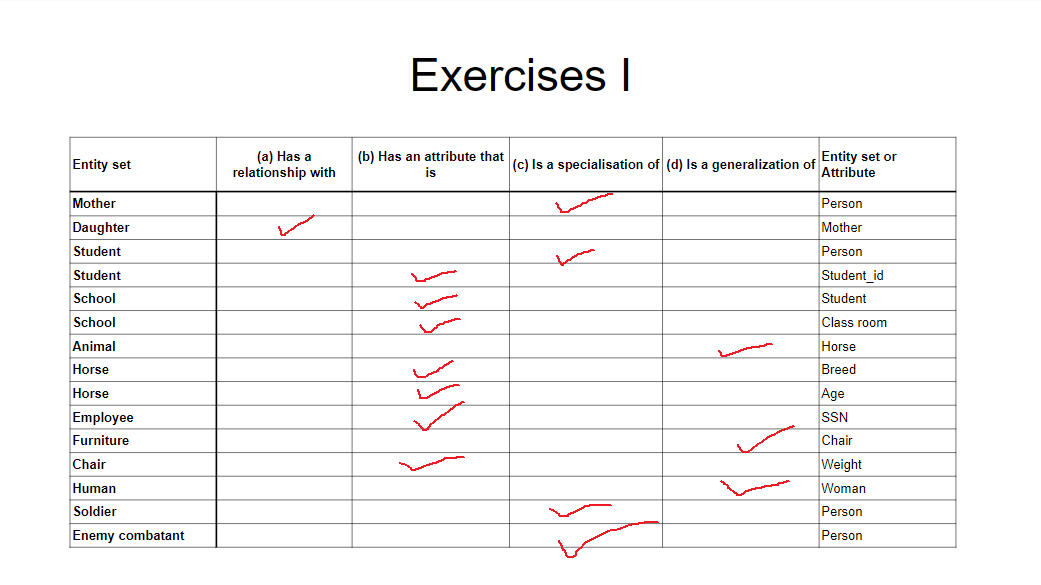 Exercises I
Entity set | (a) Has a relationship with | (b) Has an attribute that is | (c) Is a specialisation of | (d) Is a generalization of | Entity set or Attribute
Mother | | | ✓ | | Person
Daughter | ✓ | | | | Mother
Student | | | ✓ | | Person
Student | | ✓ | | | Student_id
School | | ✓ | | | Student
School | | ✓ | | | Class room
Animal | | | | ✓ | Horse
Horse | | ✓ | | | Breed
Horse | | ✓ | | | Age
Employee | | ✓ | | | SSN
Furniture | | | | ✓ | Chair
Chair | | ✓ | | | Weight
Human | | | | ✓ | Woman
Soldier | | | ✓ | | Person
Enemy combatant | | | ✓ | | Person